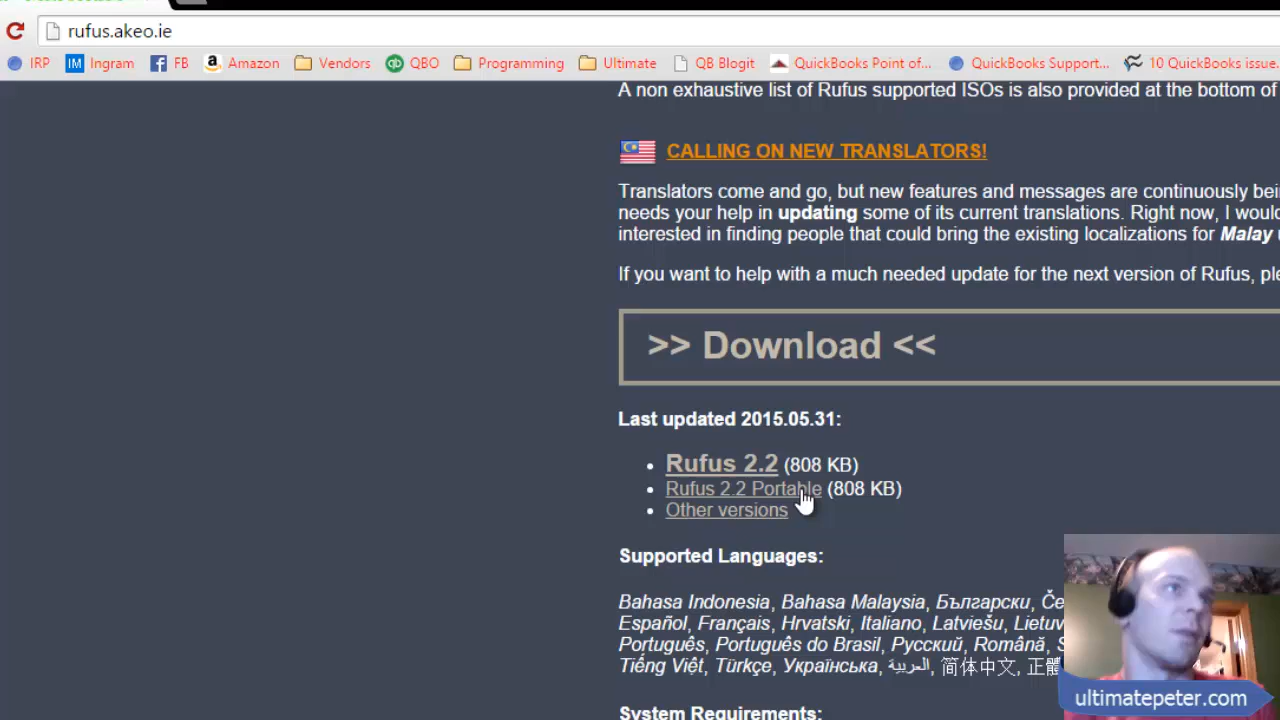 rufus.akeo.ie
IRP IM Ingram FB Amazon Vendors QBO Programming Ultimate QB Blogit QuickBooks Point of... QuickBooks Support... 10 QuickBooks issue.
A non exhaustive list of Rufus supported ISOs is also provided at the bottom of
CALLING ON NEW TRANSLATORS!
Translators come and go, but new features and messages are continuously bei
needs your help in updating some of its current translations. Right now, I woul
interested in finding people that could bring the existing localizations for Malay
If you want to help with a much needed update for the next version of Rufus, ple
>> Download <<
Last updated 2015.05.31:
• Rufus 2.2 (808 KB)
• Rufus 2.2 Portable (808 KB)
• Other versions
Supported Languages:
Bahasa Indonesia, Bahasa Malaysia, Български, Če
Español, Français, Hrvatski, Italiano, Latviešu, Lietuv
Português, Português do Brasil, Русский, Română, S
Tiếng Việt, Türkçe, Українська, العربية, 简体中文, 正體
System Requirements:
ultimatepeter.com